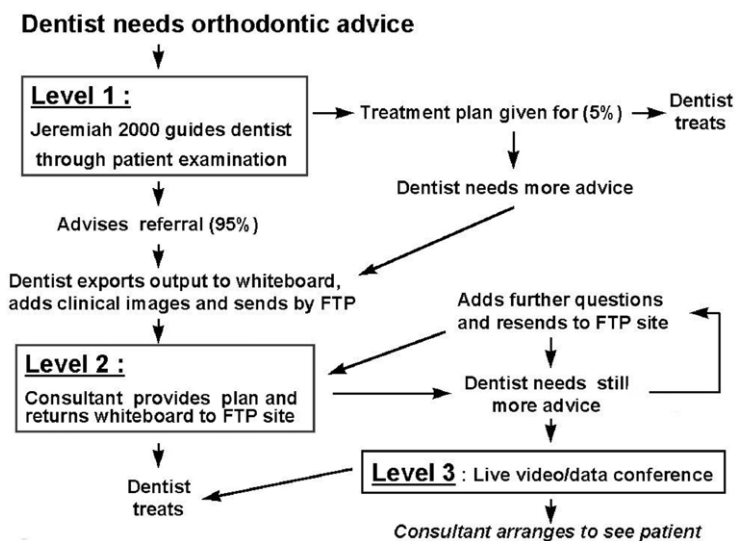 Dentist needs orthodontic advice
Level 1 :
Jeremiah 2000 guides dentist
through patient examination
Treatment plan given for (5%)
Dentist
treats
Dentist needs more advice
Advises referral (95%)
Dentist exports output to whiteboard,
adds clinical images and sends by FTP
Adds further questions
and resends to FTP site
Level 2 :
Consultant provides plan and
returns whiteboard to FTP site
Dentist needs still
more advice
Dentist
treats
Level 3 : Live video/data conference
Consultant arranges to see patient